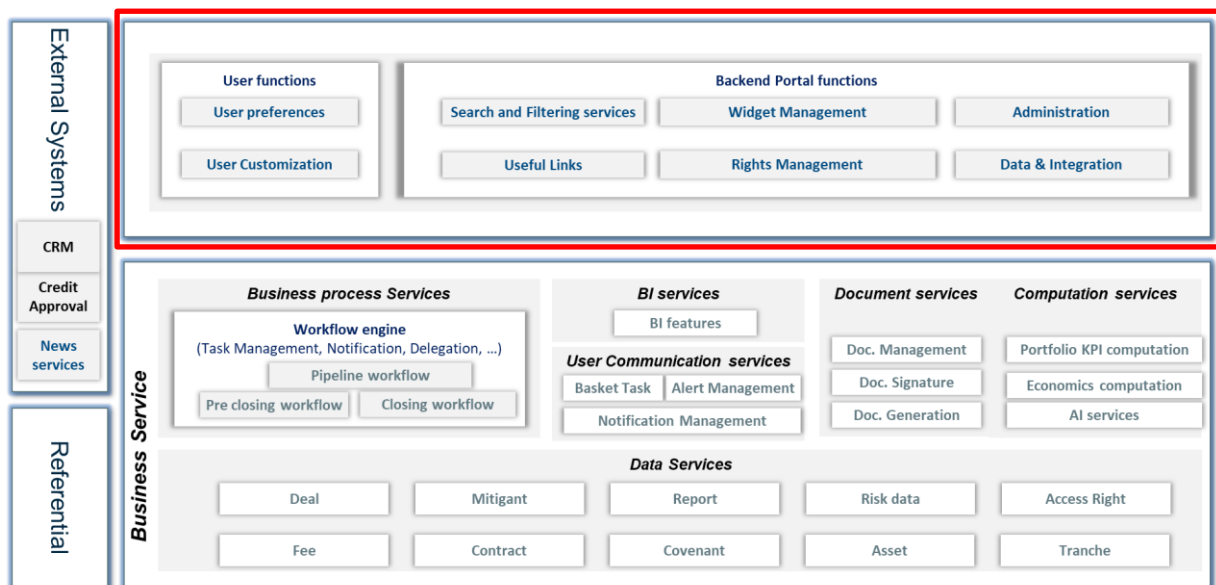 External Systems
CRM
Credit
Approval
News
services
Referential
User functions
User preferences
User Customization
Backend Portal functions
Search and Filtering services
Widget Management
Administration
Useful Links
Rights Management
Data & Integration
Business Service
Business process Services
Workflow engine
(Task Management, Notification, Delegation, ...)
Pipeline workflow
Pre closing workflow
Closing workflow
BI services
BI features
User Communication services
Basket Task
Alert Management
Notification Management
Document services
Doc. Management
Doc. Signature
Doc. Generation
Computation services
Portfolio KPI computation
Economics computation
AI services
Data Services
Deal
Mitigant
Report
Risk data
Access Right
Fee
Contract
Covenant
Asset
Tranche